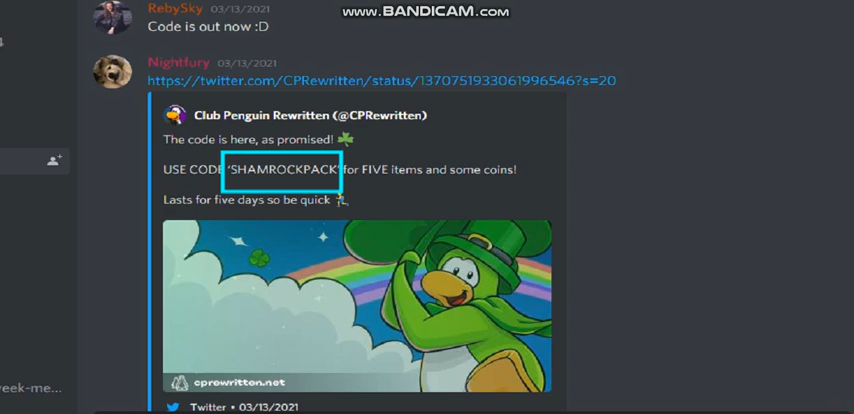 www.BANDICAM.com
RebySky 03/13/2021
Code is out now :D
Nightfury 03/13/2021
https://twitter.com/CPRewritten/status/1370751933061996546?s=20
Club Penguin Rewritten (@CPRewritten)
The code is here, as promised! ☘️
USE CODE 'SHAMROCKPACK' for FIVE items and some coins!
Lasts for five days so be quick 🏃
cprewritten.net
eek-me...
Twitter • 03/13/2021